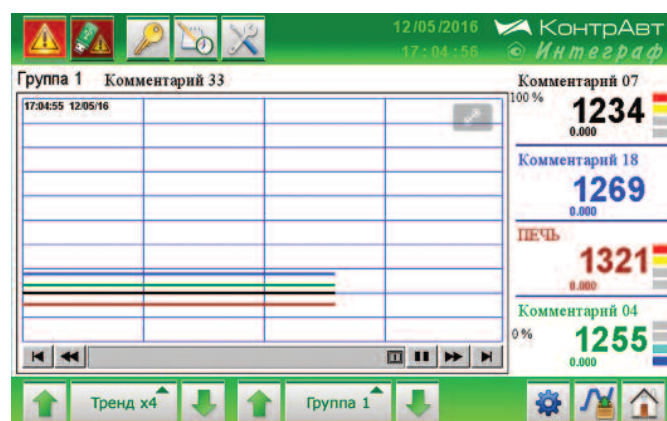 12/05/2016
17:04:56
КонтрАвт
Интеграф
Группа 1 Комментарий 33
17:04:55 12/05/16
Комментарий 07
100 %
1234
0.000
Комментарий 18
1269
0.000
ПЕЧЬ
1321
0.000
Комментарий 04
0 %
1255
0.000
Тренд x4
Группа 1